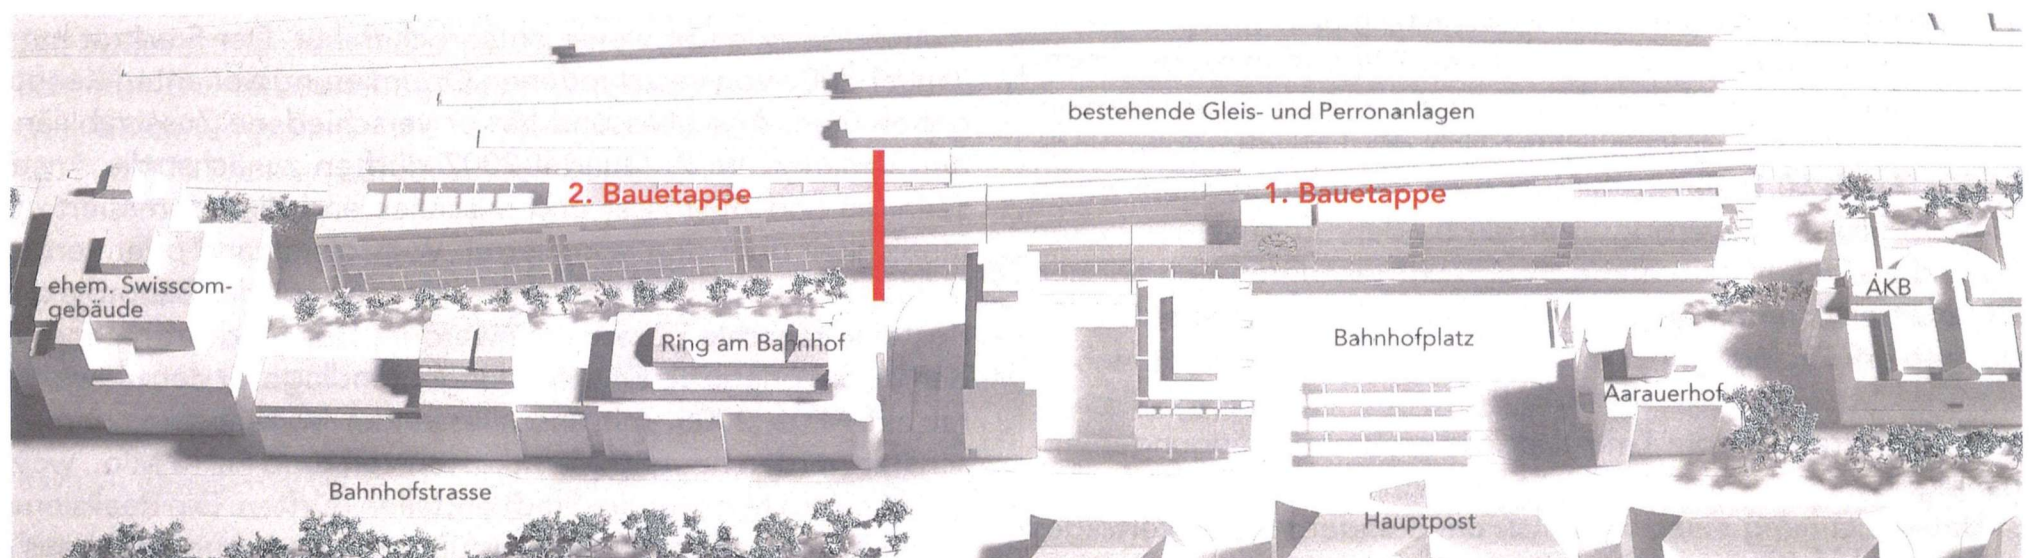 bestehende Gleis- und Perronanlagen
2. Bauetappe
1. Bauetappe
ehem. Swisscom-
gebäude
AKB
Ring am Bahnhof
Bahnhofplatz
Aarauerhof
Bahnhofstrasse
Hauptpost